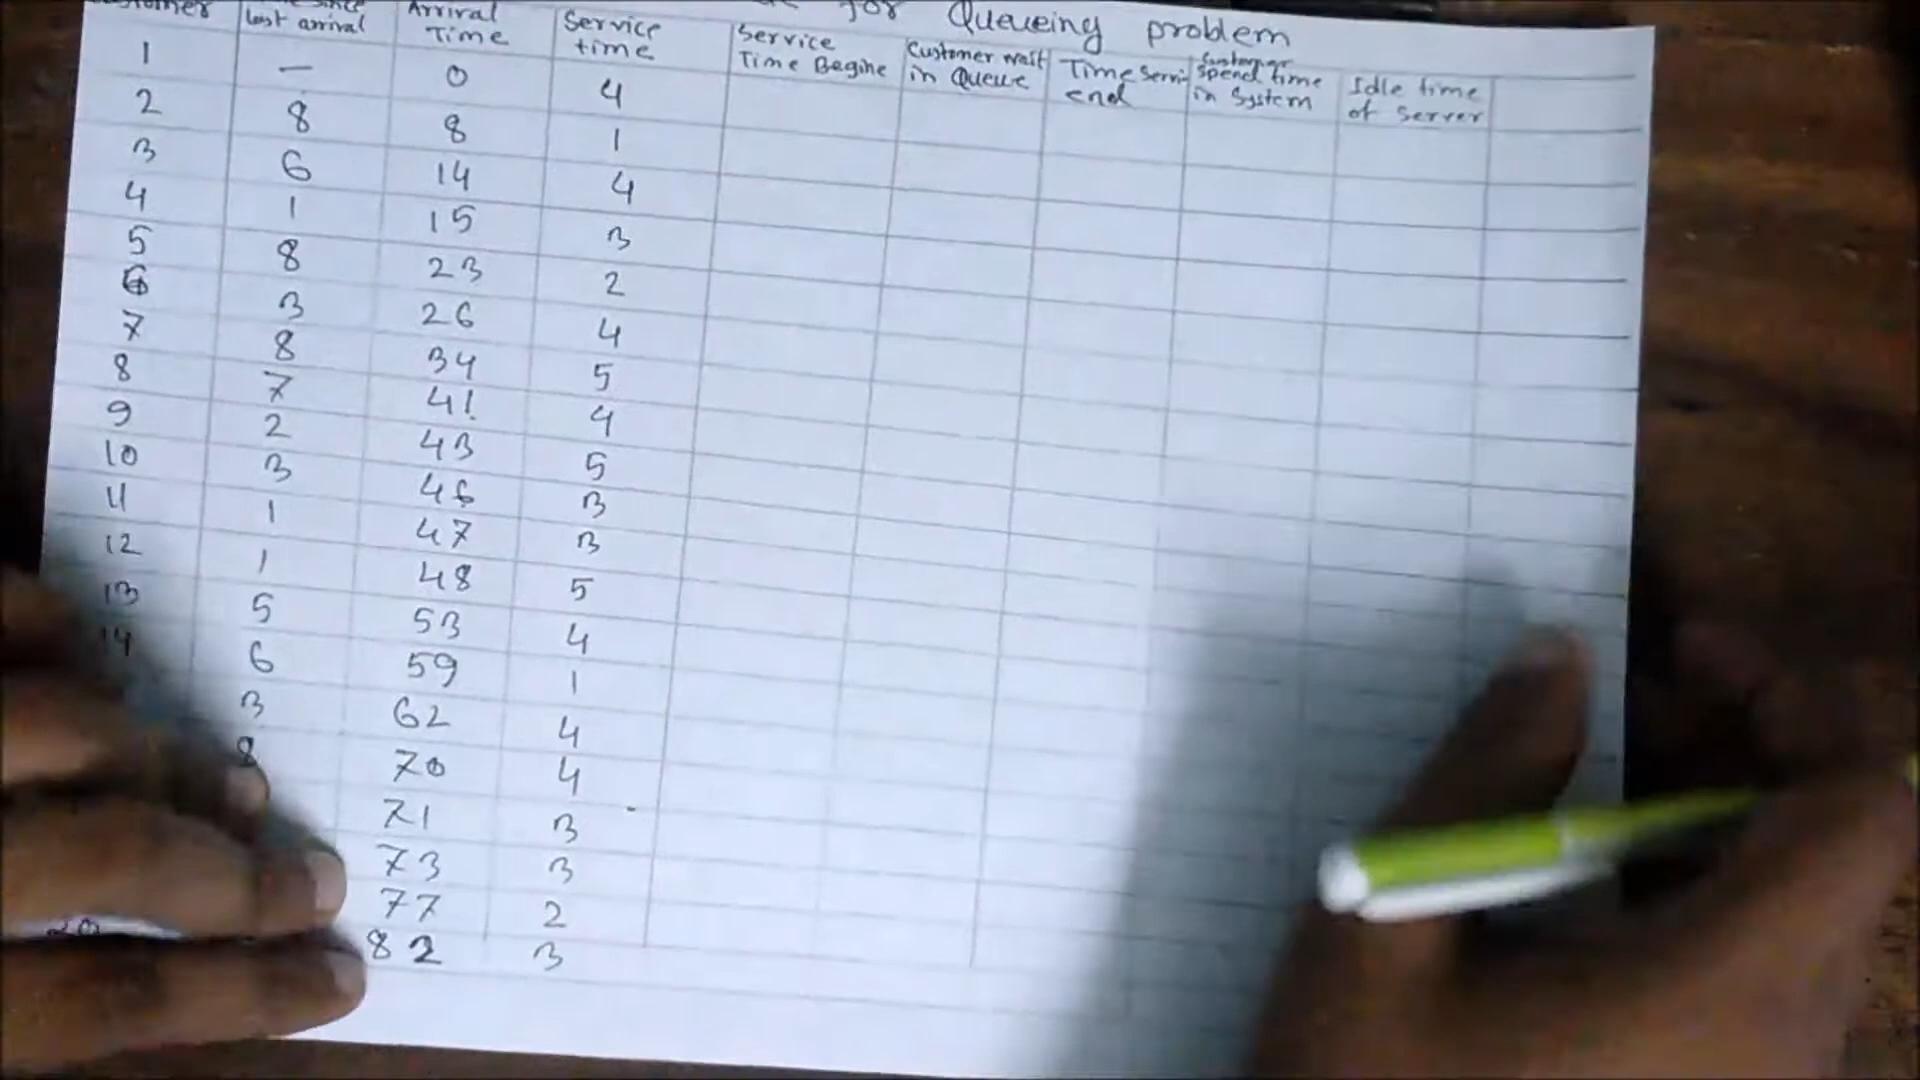 for Queueing problem
last arrival
Arrival Time
Service time
Service Time Begine
Customer wait in Queue
Time Servi end
Customer Spend time in System
Idle time of Server
1 — 0 4
2 8 8 1
3 6 14 4
4 1 15 3
5 8 23 2
6 3 26 4
7 8 34 5
8 7 41 4
9 2 43 5
10 3 46 3
11 1 47 3
12 1 48 5
13 5 53 4
14 6 59 1
3 62 4
8 70 4
71 3
73 3
77 2
82 3